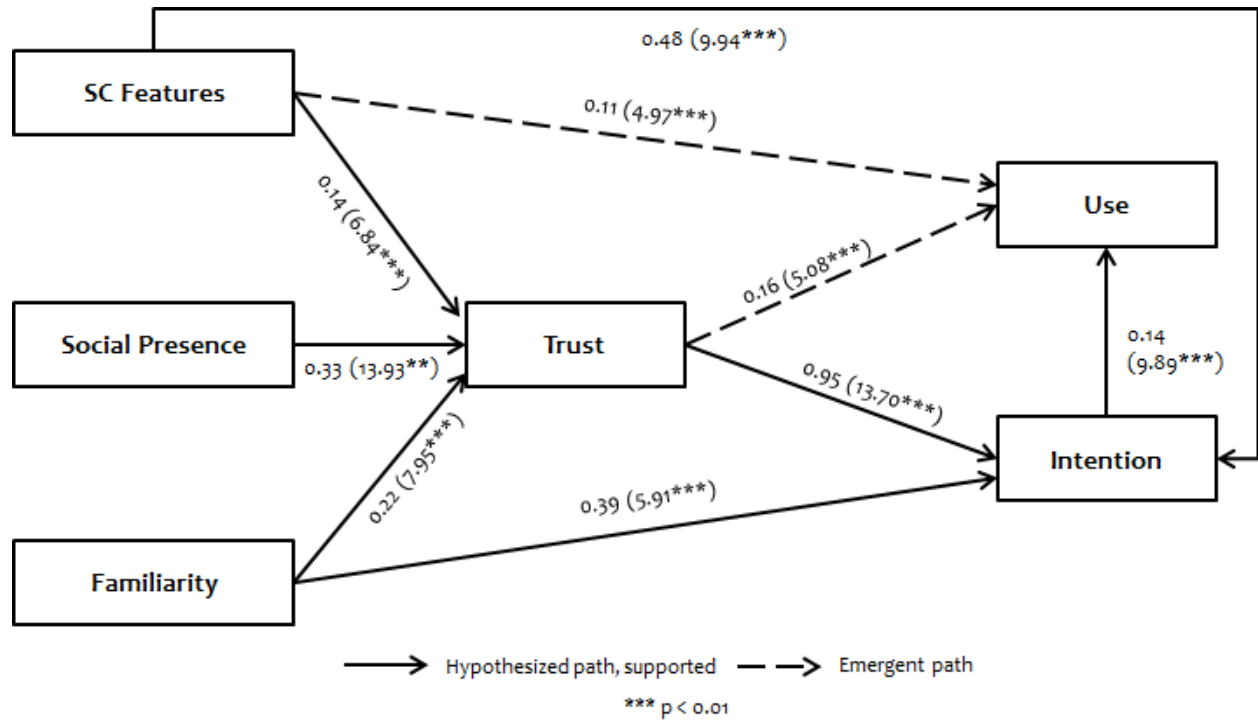 0.48 (9.94***)
SC Features
0.11 (4.97***)
0.14 (6.84***)
Use
0.16 (5.08***)
Social Presence
0.33 (13.93**)
Trust
0.14
(9.89***)
0.95 (13.70***)
0.22 (7.95***)
Intention
0.39 (5.91***)
Familiarity
Hypothesized path, supported
Emergent path
*** p < 0.01